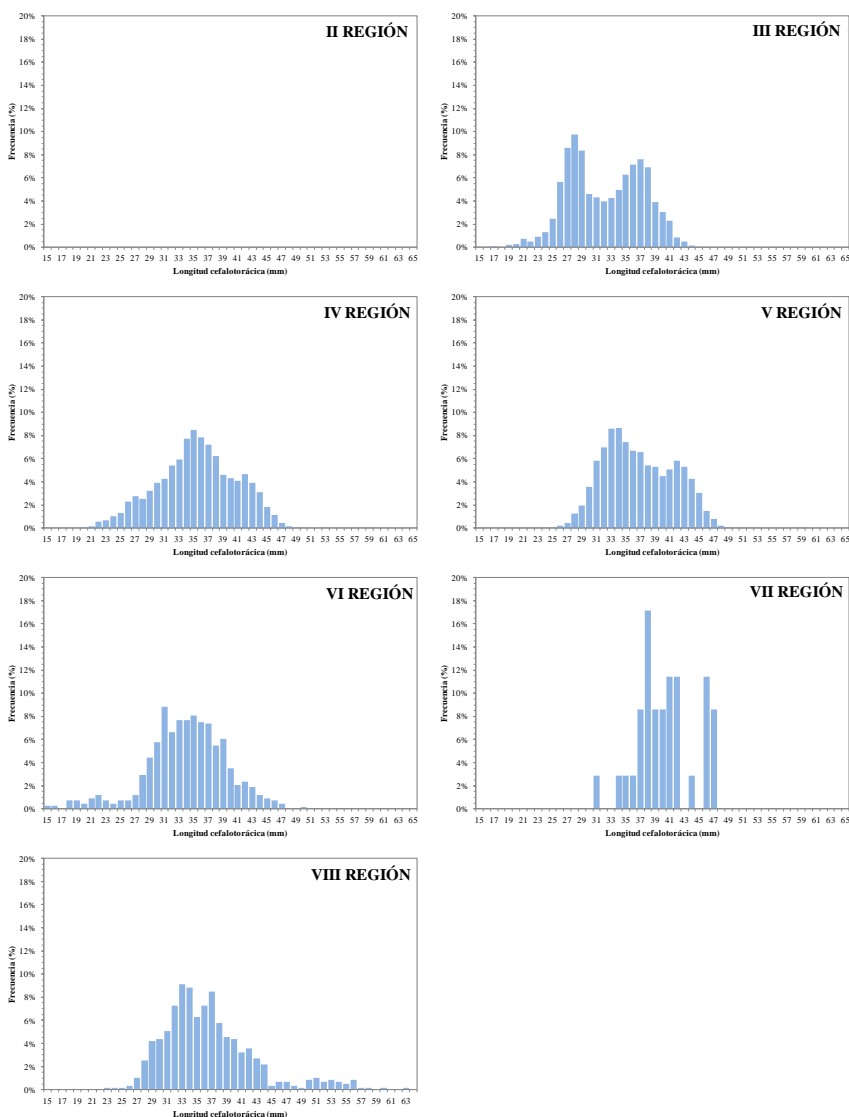 II REGIÓN
20%
18%
16%
14%
12%
10%
8%
6%
4%
2%
0%
Frecuencia (%)
15 17 19 21 23 25 27 29 31 33 35 37 39 41 43 45 47 49 51 53 55 57 59 61 63 65
Longitud cefalotorácica (mm)
III REGIÓN
20%
18%
16%
14%
12%
10%
8%
6%
4%
2%
0%
Frecuencia (%)
15 17 19 21 23 25 27 29 31 33 35 37 39 41 43 45 47 49 51 53 55 57 59 61 63 65
Longitud cefalotorácica (mm)
IV REGIÓN
20%
18%
16%
14%
12%
10%
8%
6%
4%
2%
0%
Frecuencia (%)
15 17 19 21 23 25 27 29 31 33 35 37 39 41 43 45 47 49 51 53 55 57 59 61 63 65
Longitud cefalotorácica (mm)
V REGIÓN
20%
18%
16%
14%
12%
10%
8%
6%
4%
2%
0%
Frecuencia (%)
15 17 19 21 23 25 27 29 31 33 35 37 39 41 43 45 47 49 51 53 55 57 59 61 63 65
Longitud cefalotorácica (mm)
VI REGIÓN
20%
18%
16%
14%
12%
10%
8%
6%
4%
2%
0%
Frecuencia (%)
15 17 19 21 23 25 27 29 31 33 35 37 39 41 43 45 47 49 51 53 55 57 59 61 63 65
Longitud cefalotorácica (mm)
VII REGIÓN
20%
18%
16%
14%
12%
10%
8%
6%
4%
2%
0%
Frecuencia (%)
15 17 19 21 23 25 27 29 31 33 35 37 39 41 43 45 47 49 51 53 55 57 59 61 63 65
Longitud cefalotorácica (mm)
VIII REGIÓN
20%
18%
16%
14%
12%
10%
8%
6%
4%
2%
0%
Frecuencia (%)
15 17 19 21 23 25 27 29 31 33 35 37 39 41 43 45 47 49 51 53 55 57 59 61 63
Longitud cefalotorácica (mm)